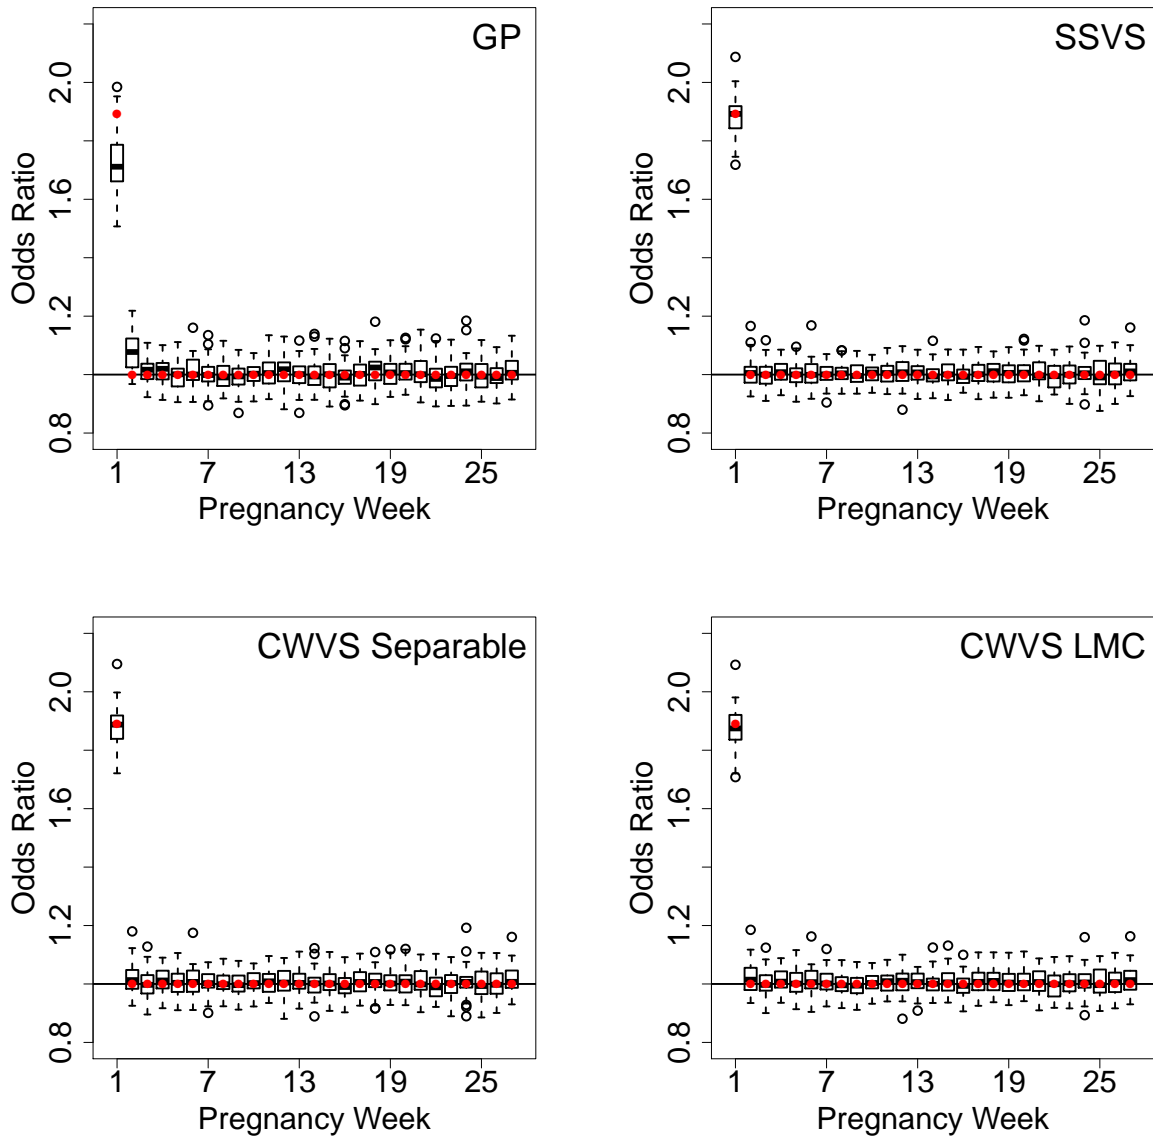 GP
Odds Ratio
0.8 1.2 1.6 2.0
1 7 13 19 25
Pregnancy Week
SSVS
Odds Ratio
0.8 1.2 1.6 2.0
1 7 13 19 25
Pregnancy Week
CWVS Separable
Odds Ratio
0.8 1.2 1.6 2.0
1 7 13 19 25
Pregnancy Week
CWVS LMC
Odds Ratio
0.8 1.2 1.6 2.0
1 7 13 19 25
Pregnancy Week